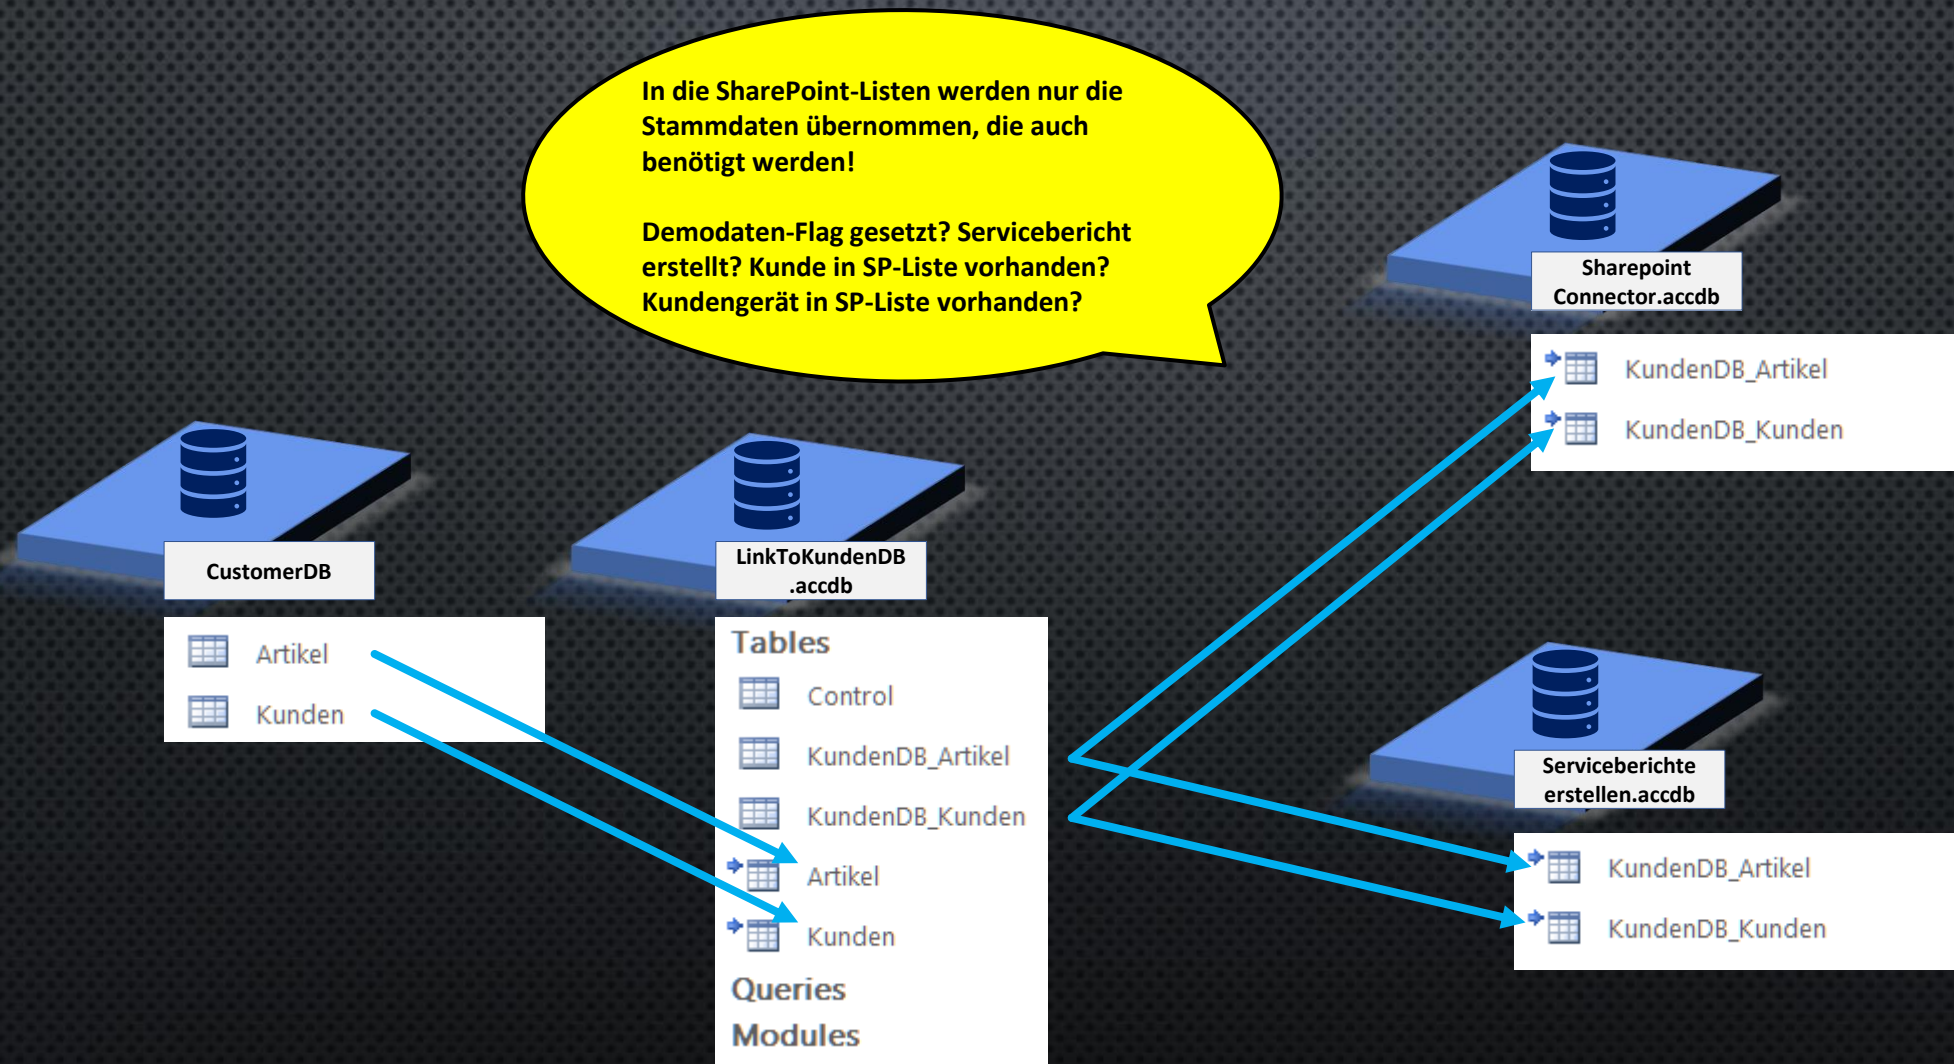 In die SharePoint-Listen werden nur die
Stammdaten übernommen, die auch
benötigt werden!
Demodaten-Flag gesetzt? Servicebericht
erstellt? Kunde in SP-Liste vorhanden?
Kundengerät in SP-Liste vorhanden?
Sharepoint
Connector.accdb
KundenDB_Artikel
KundenDB_Kunden
CustomerDB
Artikel
Kunden
LinkToKundenDB
.accdb
Tables
Control
KundenDB_Artikel
KundenDB_Kunden
Artikel
Kunden
Queries
Modules
Serviceberichte
erstellen.accdb
KundenDB_Artikel
KundenDB_Kunden